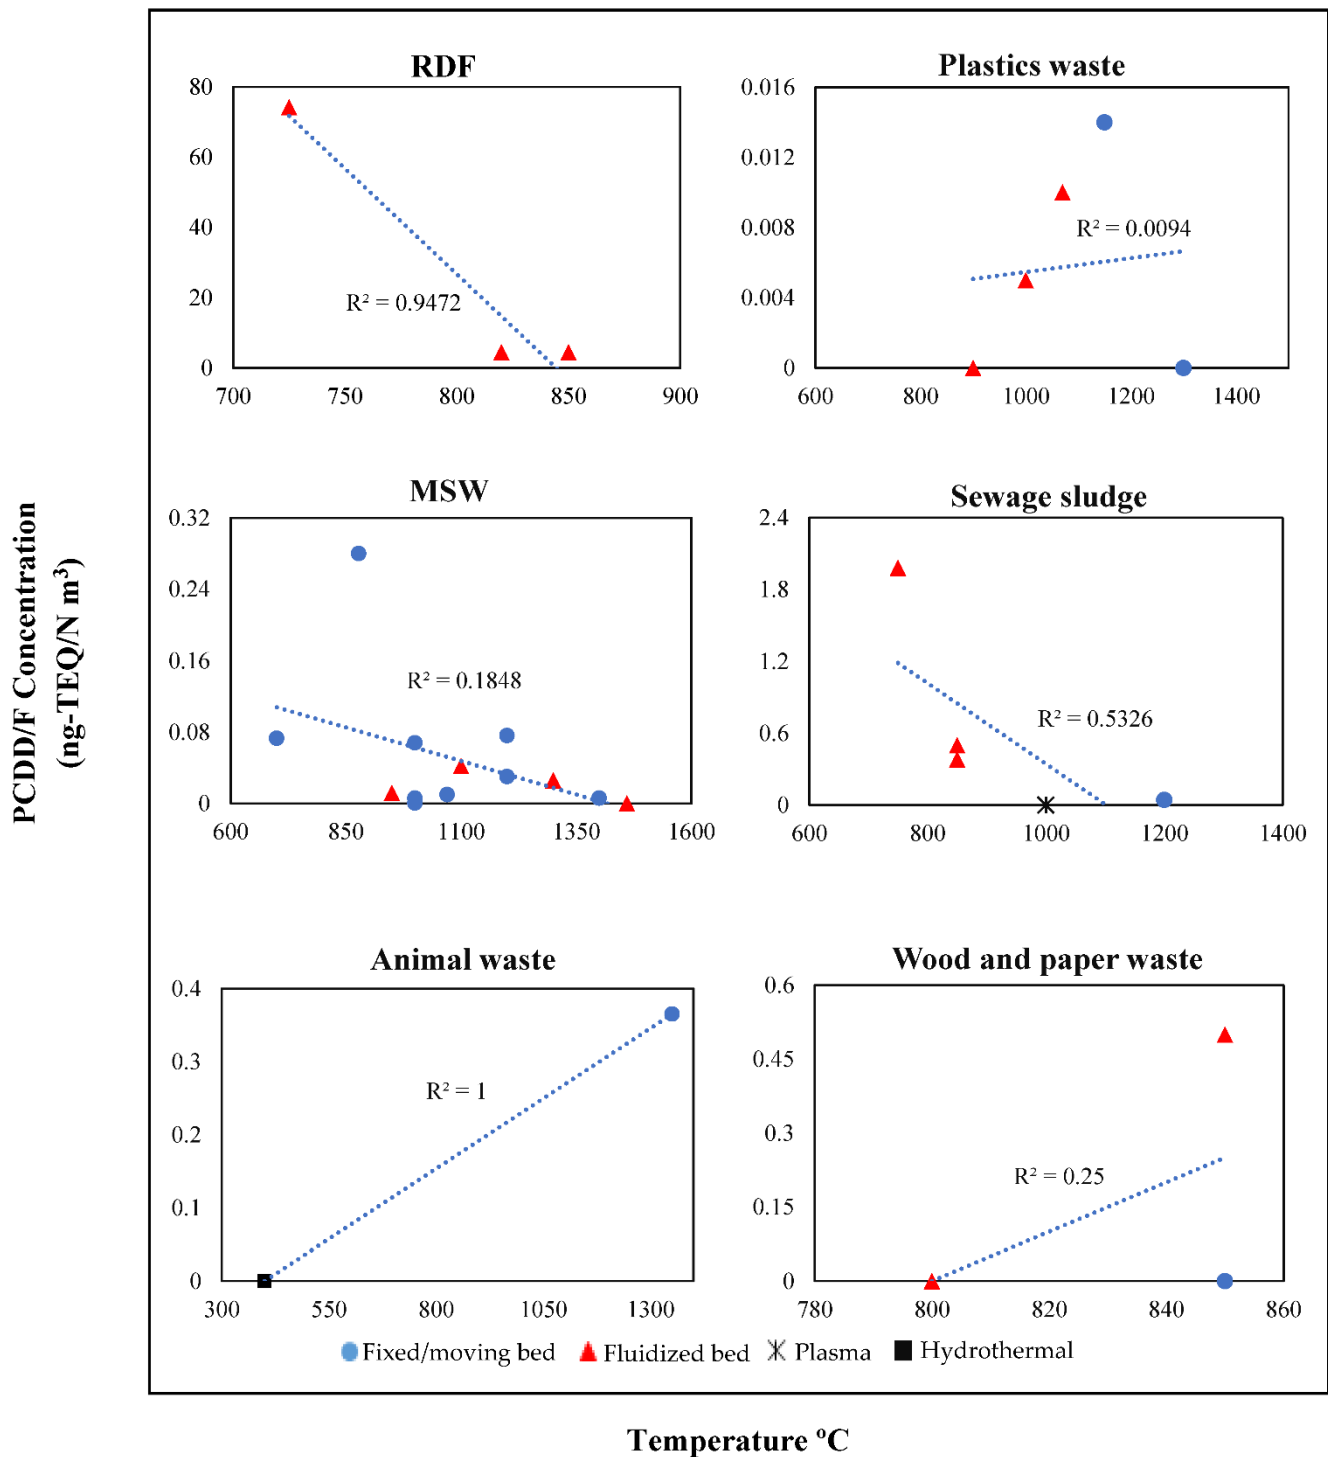 RDF
80
60
40
20
0
R² = 0.9472
700 750 800 850 900
Plastics waste
0.016
0.012
0.008
0.004
0
R² = 0.0094
600 800 1000 1200 1400
PCDD/F Concentration
(ng-TEQ/N m³)
MSW
0.32
0.24
0.16
0.08
0
R² = 0.1848
600 850 1100 1350 1600
Sewage sludge
2.4
1.8
1.2
0.6
0
R² = 0.5326
600 800 1000 1200 1400
Animal waste
0.4
0.3
0.2
0.1
0
R² = 1
300 550 800 1050 1300
Wood and paper waste
0.6
0.45
0.3
0.15
0
R² = 0.25
780 800 820 840 860
Fixed/moving bed Fluidized bed Plasma Hydrothermal
Temperature ºC